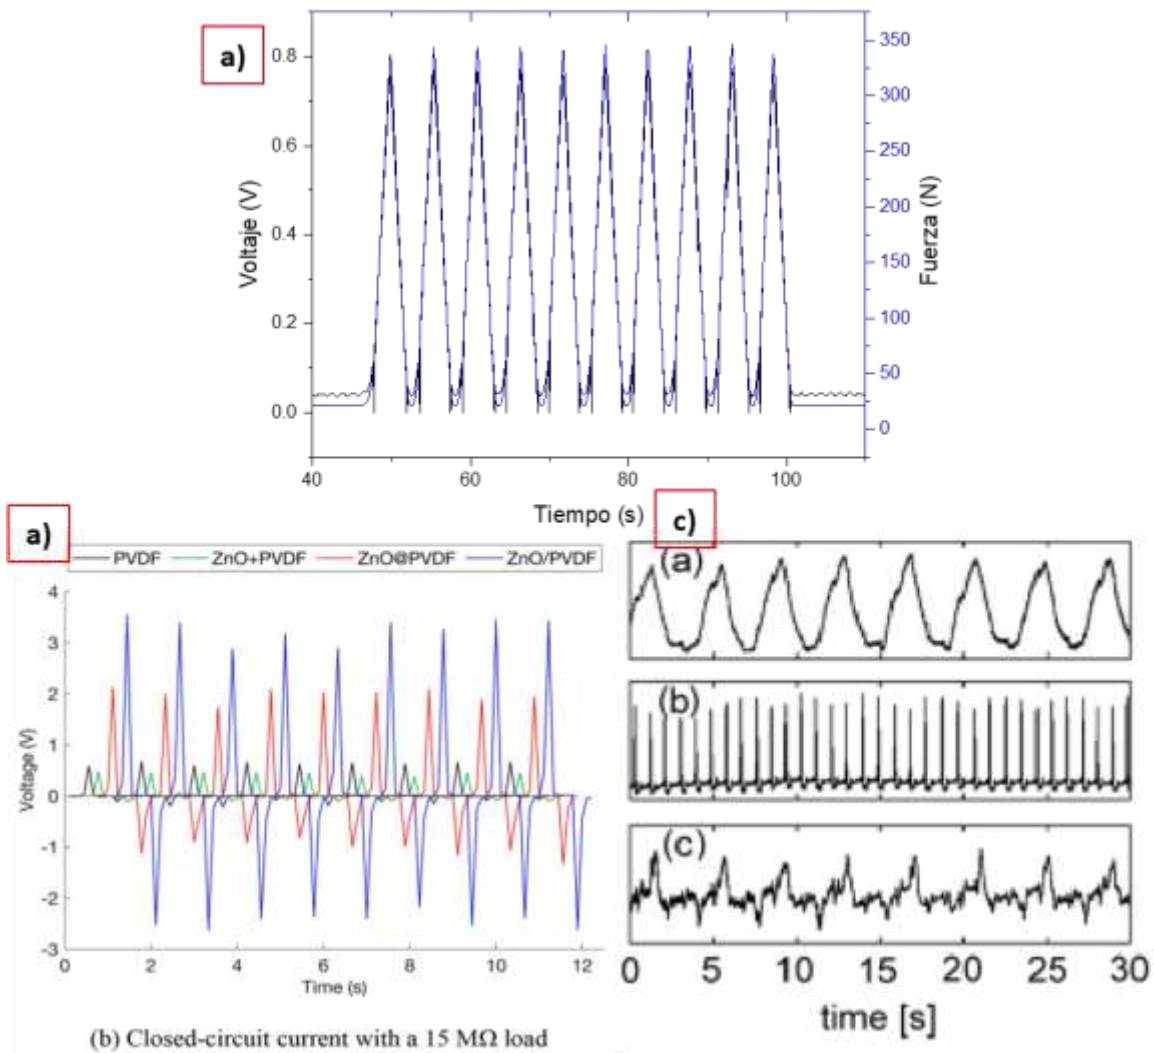 a)
0.8
0.6
0.4
0.2
0.0
Voltaje (V)
350
300
250
200
150
100
50
0
Fuerza (N)
40 60 80 100
Tiempo (s)
a)
PVDF ZnO+PVDF ZnO@PVDF ZnO/PVDF
4
3
2
1
0
-1
-2
-3
Voltage (V)
0 2 4 6 8 10 12
Time (s)
(b) Closed-circuit current with a 15 MΩ load
c)
(a)
(b)
(c)
0 5 10 15 20 25 30
time [s]